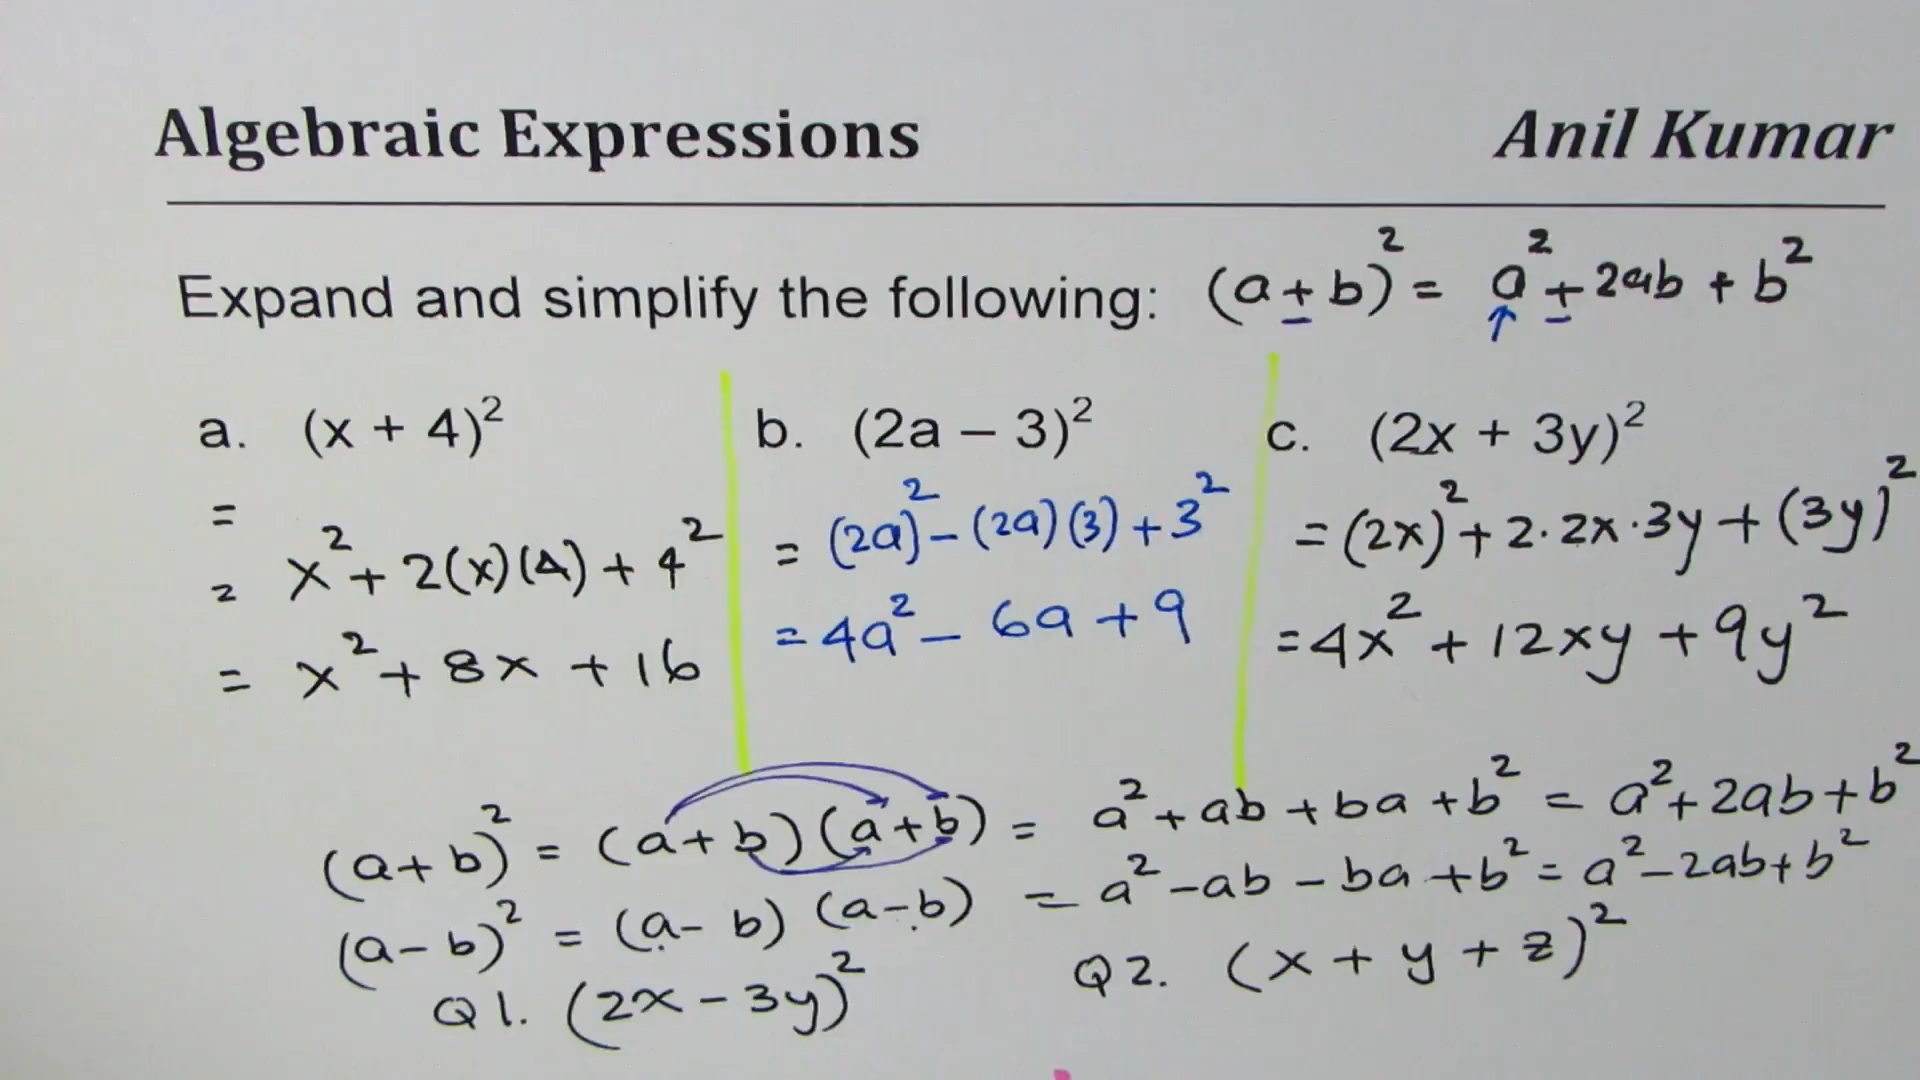 Algebraic Expressions
Anil Kumar
Expand and simplify the following: (a ± b)² = a² ± 2ab + b²
a. (x + 4)²
=
= x² + 2(x)(4) + 4²
= x² + 8x + 16
b. (2a – 3)²
= (2a)² – (2a)(3) + 3²
= 4a² – 6a + 9
c. (2x + 3y)²
= (2x)² + 2·2x·3y + (3y)²
= 4x² + 12xy + 9y²
(a+b)² = (a+b)(a+b) = a² + ab + ba + b² = a² + 2ab + b²
(a–b)² = (a–b)(a–b) = a² – ab – ba + b² = a² – 2ab + b²
Q1. (2x – 3y)²
Q2. (x + y + z)²